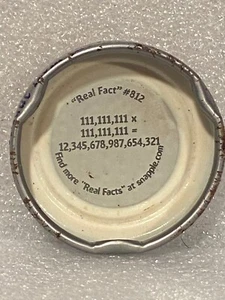 "Real Fact" #812
111,111,111 x
111,111,111 =
12,345,678,987,654,321
Find more "Real Facts" at snapple.com